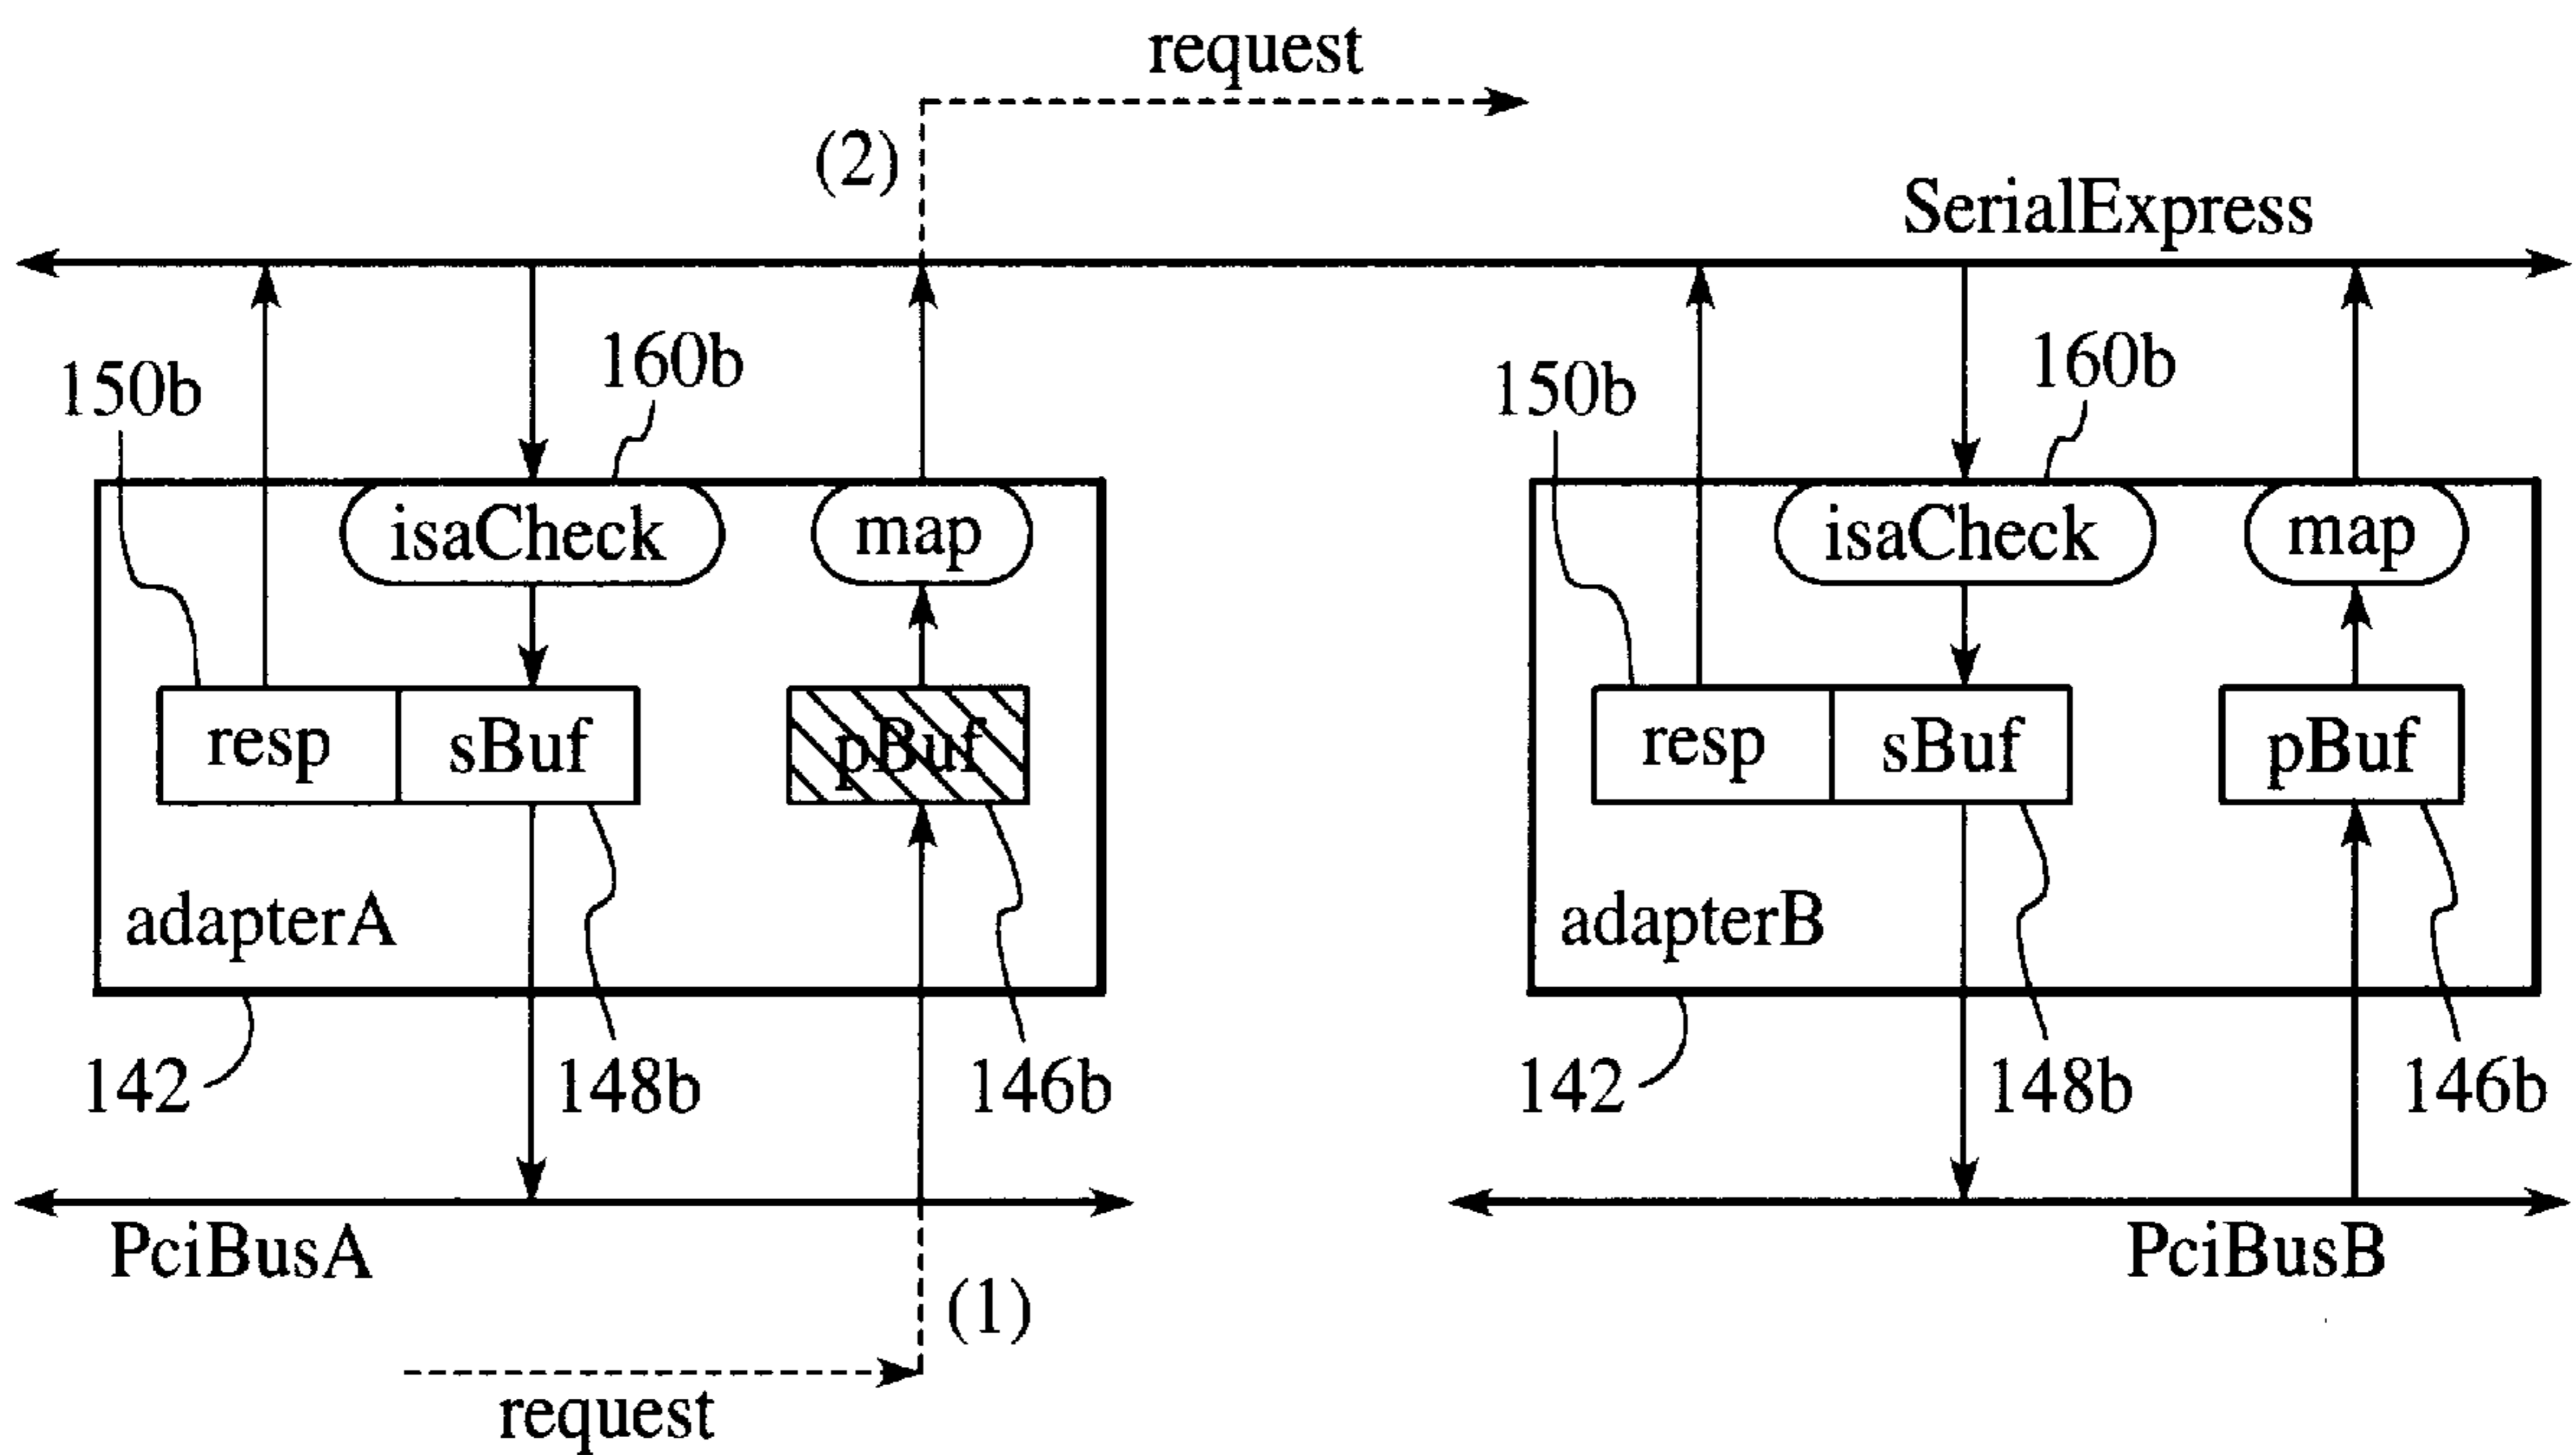 request
(2)
SerialExpress
150b
160b
150b
160b
isaCheck
map
isaCheck
map
resp
sBuf
pBuf
resp
sBuf
pBuf
adapterA
adapterB
142
148b
146b
142
148b
146b
PciBusA
PciBusB
(1)
request